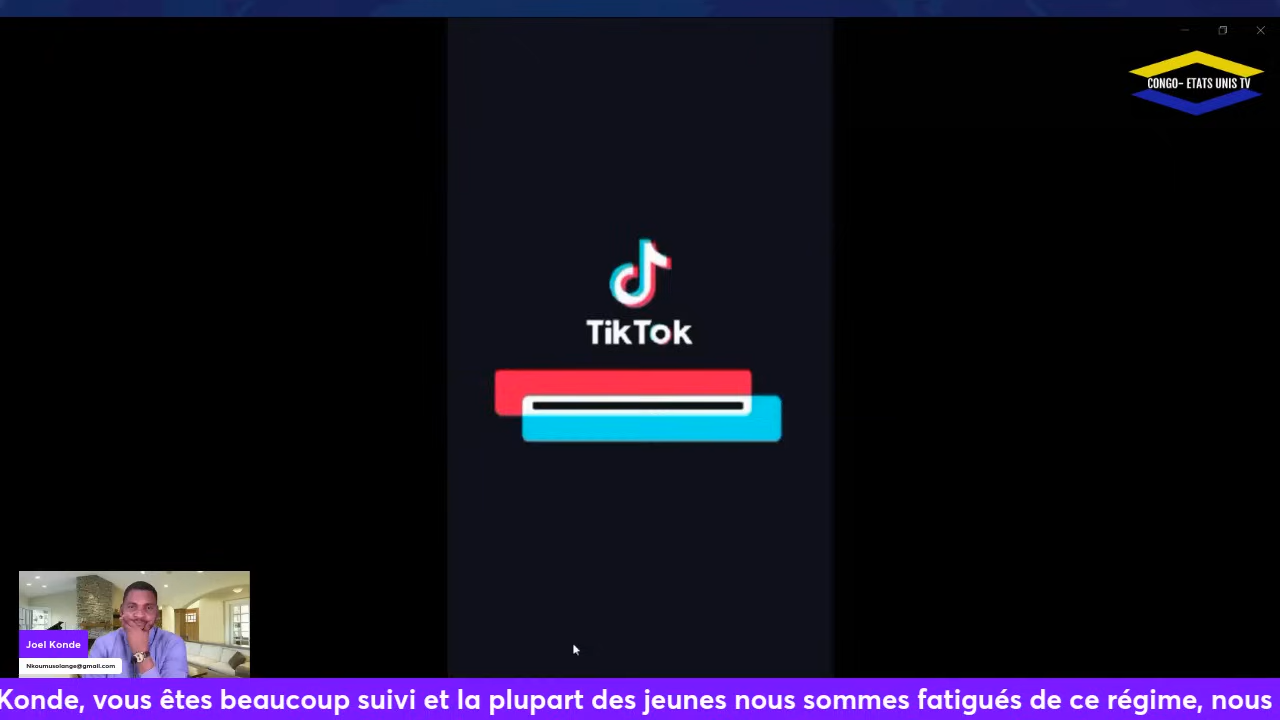 CONGO- ETATS UNIS TV
TikTok
Joel Konde
Nkoumusolange@gmail.com
Konde, vous êtes beaucoup suivi et la plupart des jeunes nous sommes fatigués de ce régime, nous